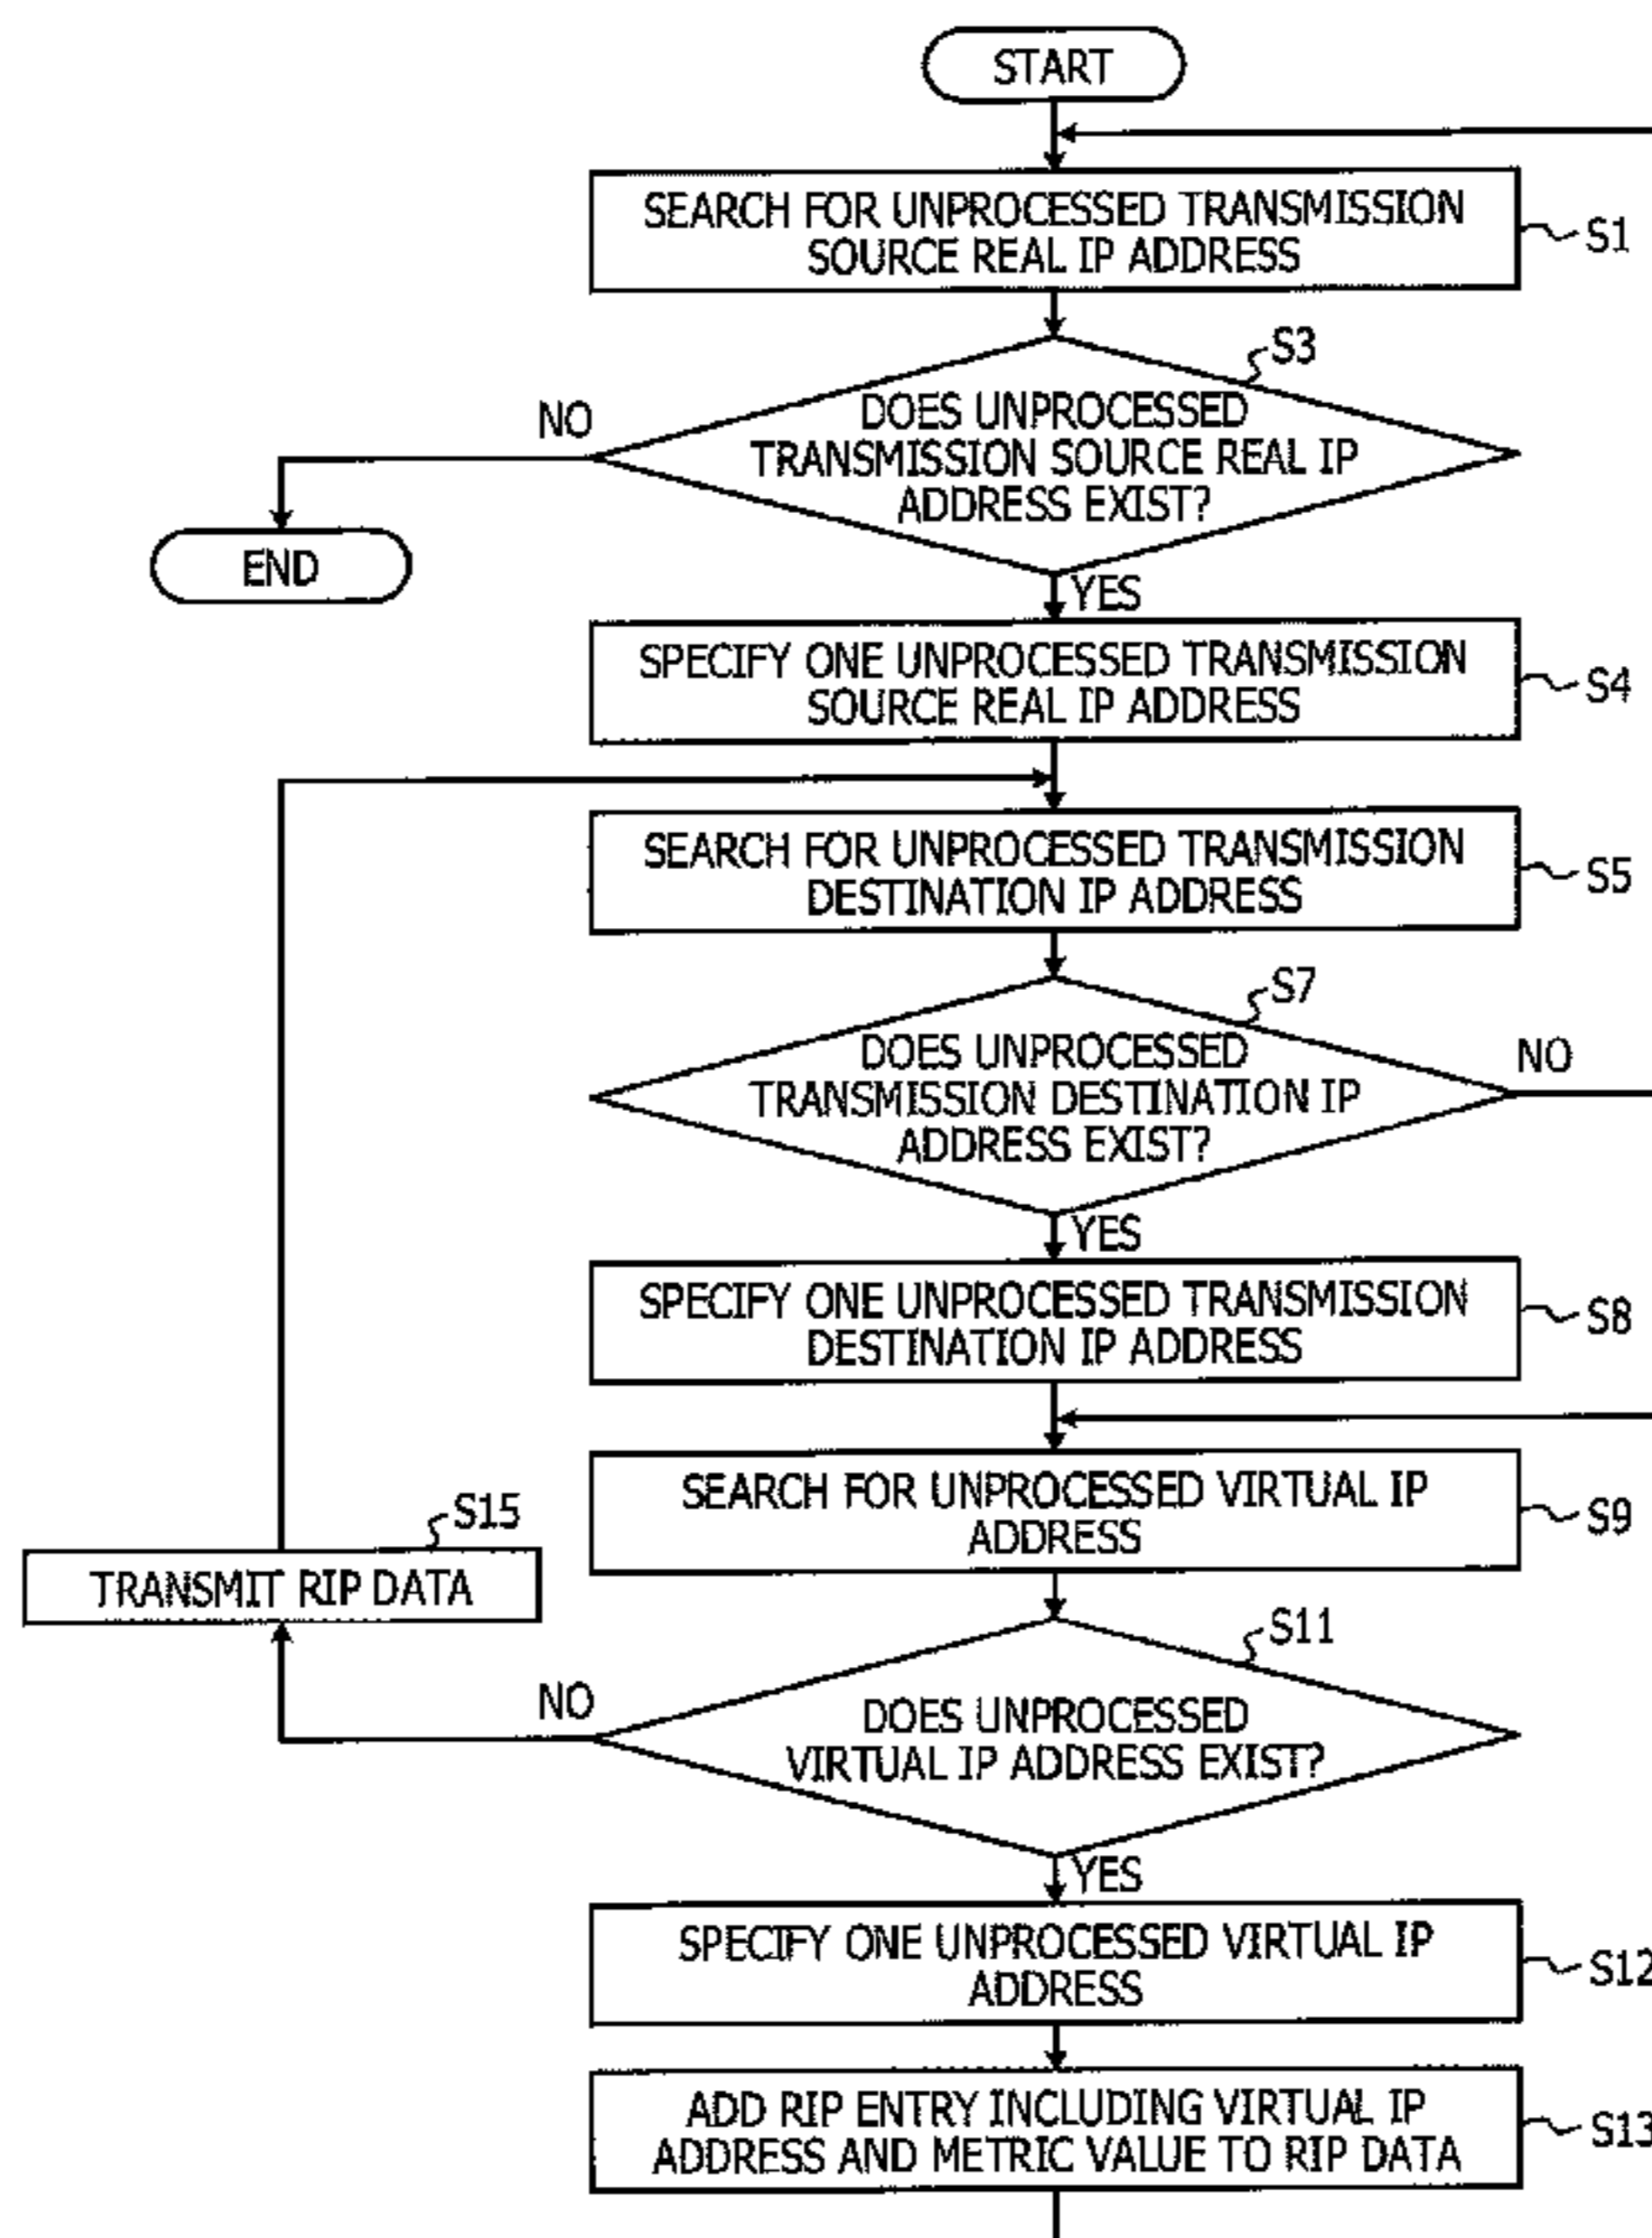 START
SEARCH FOR UNPROCESSED TRANSMISSION
SOURCE REAL IP ADDRESS
S1
S3
DOES UNPROCESSED
TRANSMISSION SOURCE REAL IP
ADDRESS EXIST?
NO
END
YES
SPECIFY ONE UNPROCESSED TRANSMISSION
SOURCE REAL IP ADDRESS
S4
SEARCH FOR UNPROCESSED TRANSMISSION
DESTINATION IP ADDRESS
S5
S7
DOES UNPROCESSED
TRANSMISSION DESTINATION IP
ADDRESS EXIST?
NO
YES
SPECIFY ONE UNPROCESSED TRANSMISSION
DESTINATION IP ADDRESS
S8
SEARCH FOR UNPROCESSED VIRTUAL IP
ADDRESS
S9
S15
TRANSMIT RIP DATA
S11
DOES UNPROCESSED
VIRTUAL IP ADDRESS EXIST?
NO
YES
SPECIFY ONE UNPROCESSED VIRTUAL IP
ADDRESS
S12
ADD RIP ENTRY INCLUDING VIRTUAL IP
ADDRESS AND METRIC VALUE TO RIP DATA
S13